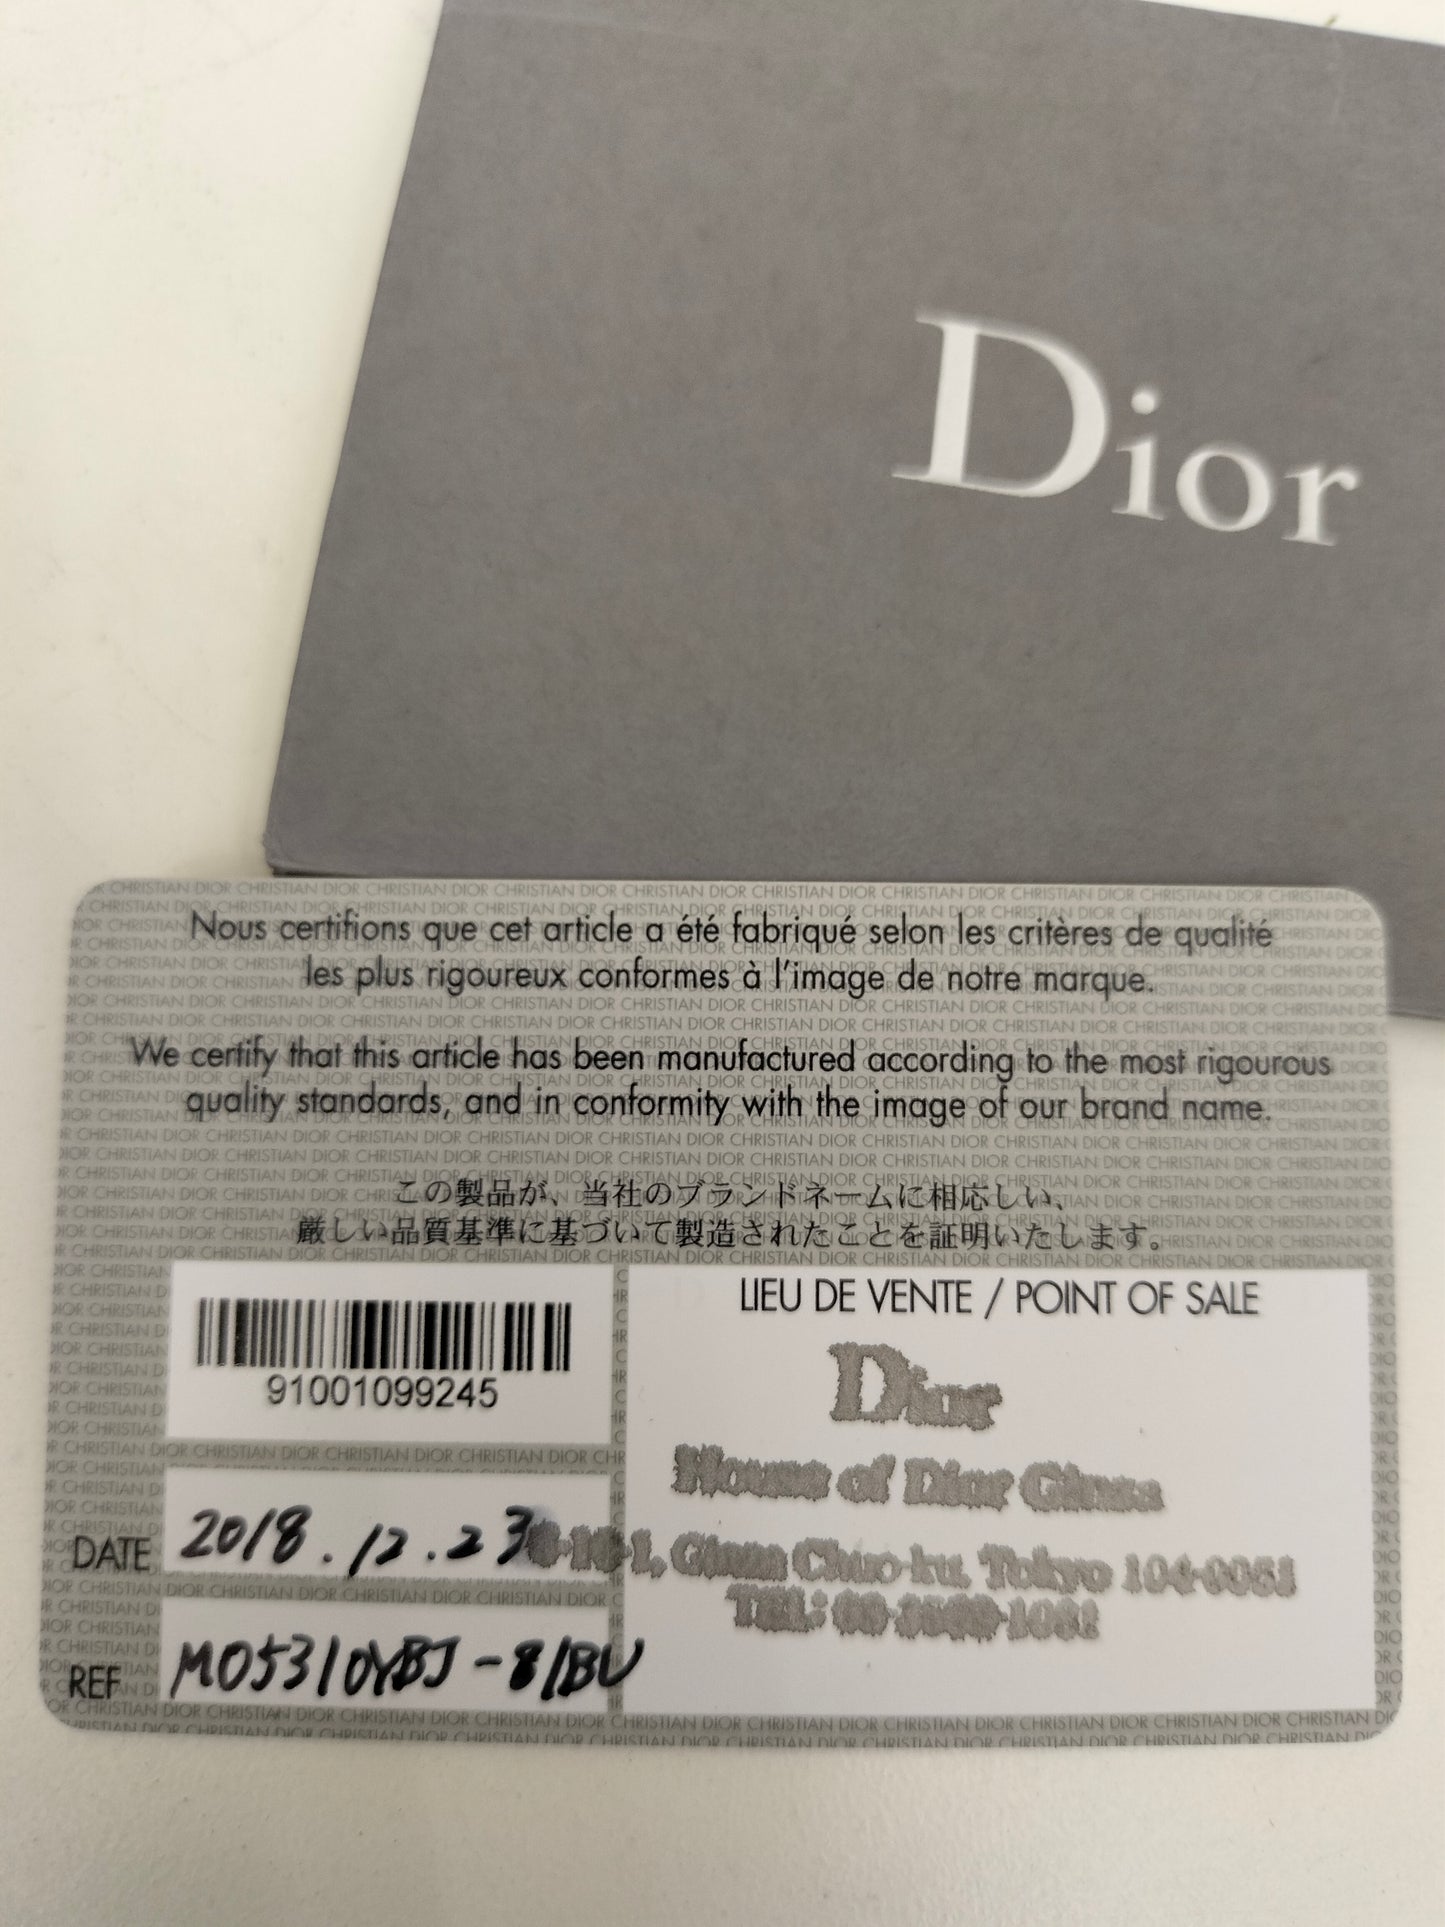 Dior
Nous certifions que cet article a été fabriqué selon les critères de qualité
les plus rigoureux conformes à l'image de notre marque.
We certify that this article has been manufactured according to the most rigourous
quality standards, and in conformity with the image of our brand name.
この製品が、当社のブランドネームに相応しい、
厳しい品質基準に基づいて製造されたことを証明いたします。
91001099245
LIEU DE VENTE / POINT OF SALE
Dior
House of Dior Ginza
DATE 2018.12.23
Ginza Chuo-ku, Tokyo 104-0061
TEL:
REF M05310YBJ-81BU